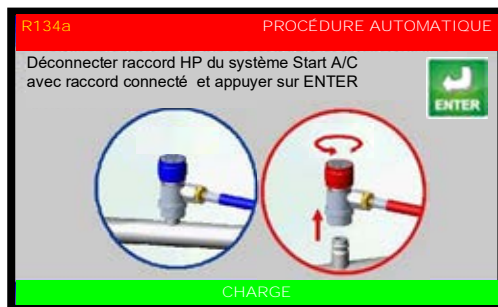 R134a PROCÉDURE AUTOMATIQUE
Déconnecter raccord HP du système Start A/C
avec raccord connecté et appuyer sur ENTER
ENTER
CHARGE